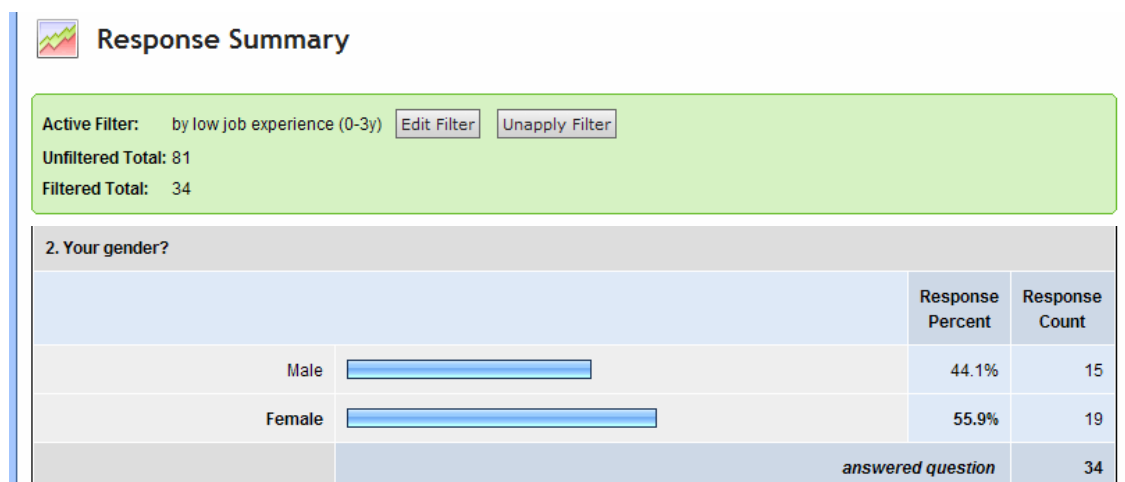 Response Summary
Active Filter: by low job experience (0-3y) Edit Filter Unapply Filter
Unfiltered Total: 81
Filtered Total: 34
2. Your gender?
Response Percent Response Count
Male 44.1% 15
Female 55.9% 19
answered question 34